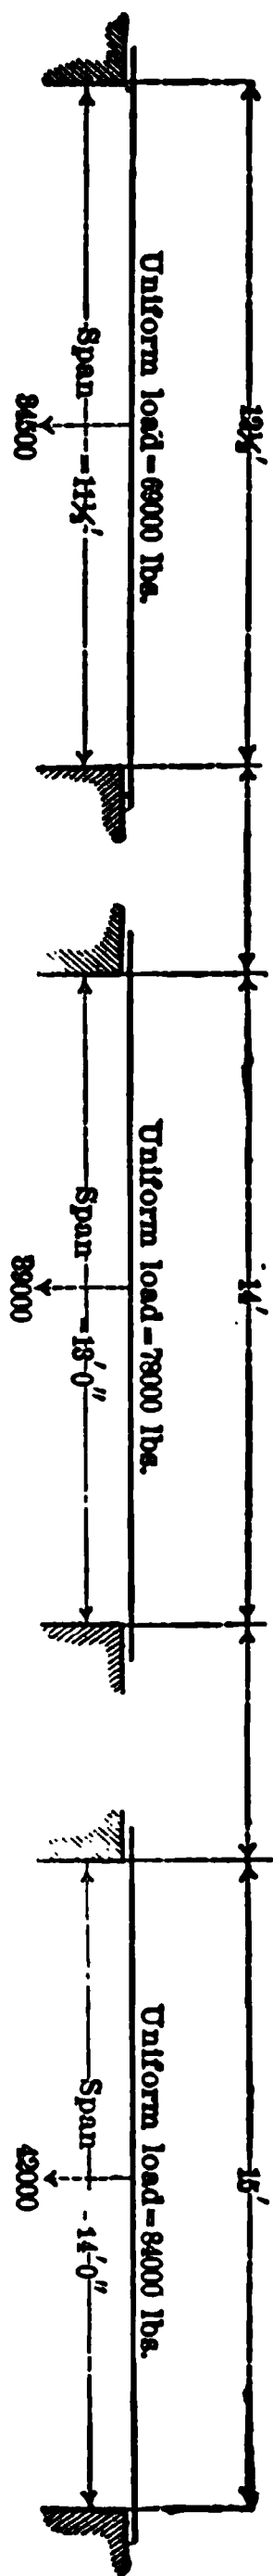 12½'
Uniform load=69000 lbs.
Span =11½'
34500
14'
Uniform load=78000 lbs.
Span =13'-0"
39000
15'
Uniform load=84000 lbs.
Span -14'-0"
42000